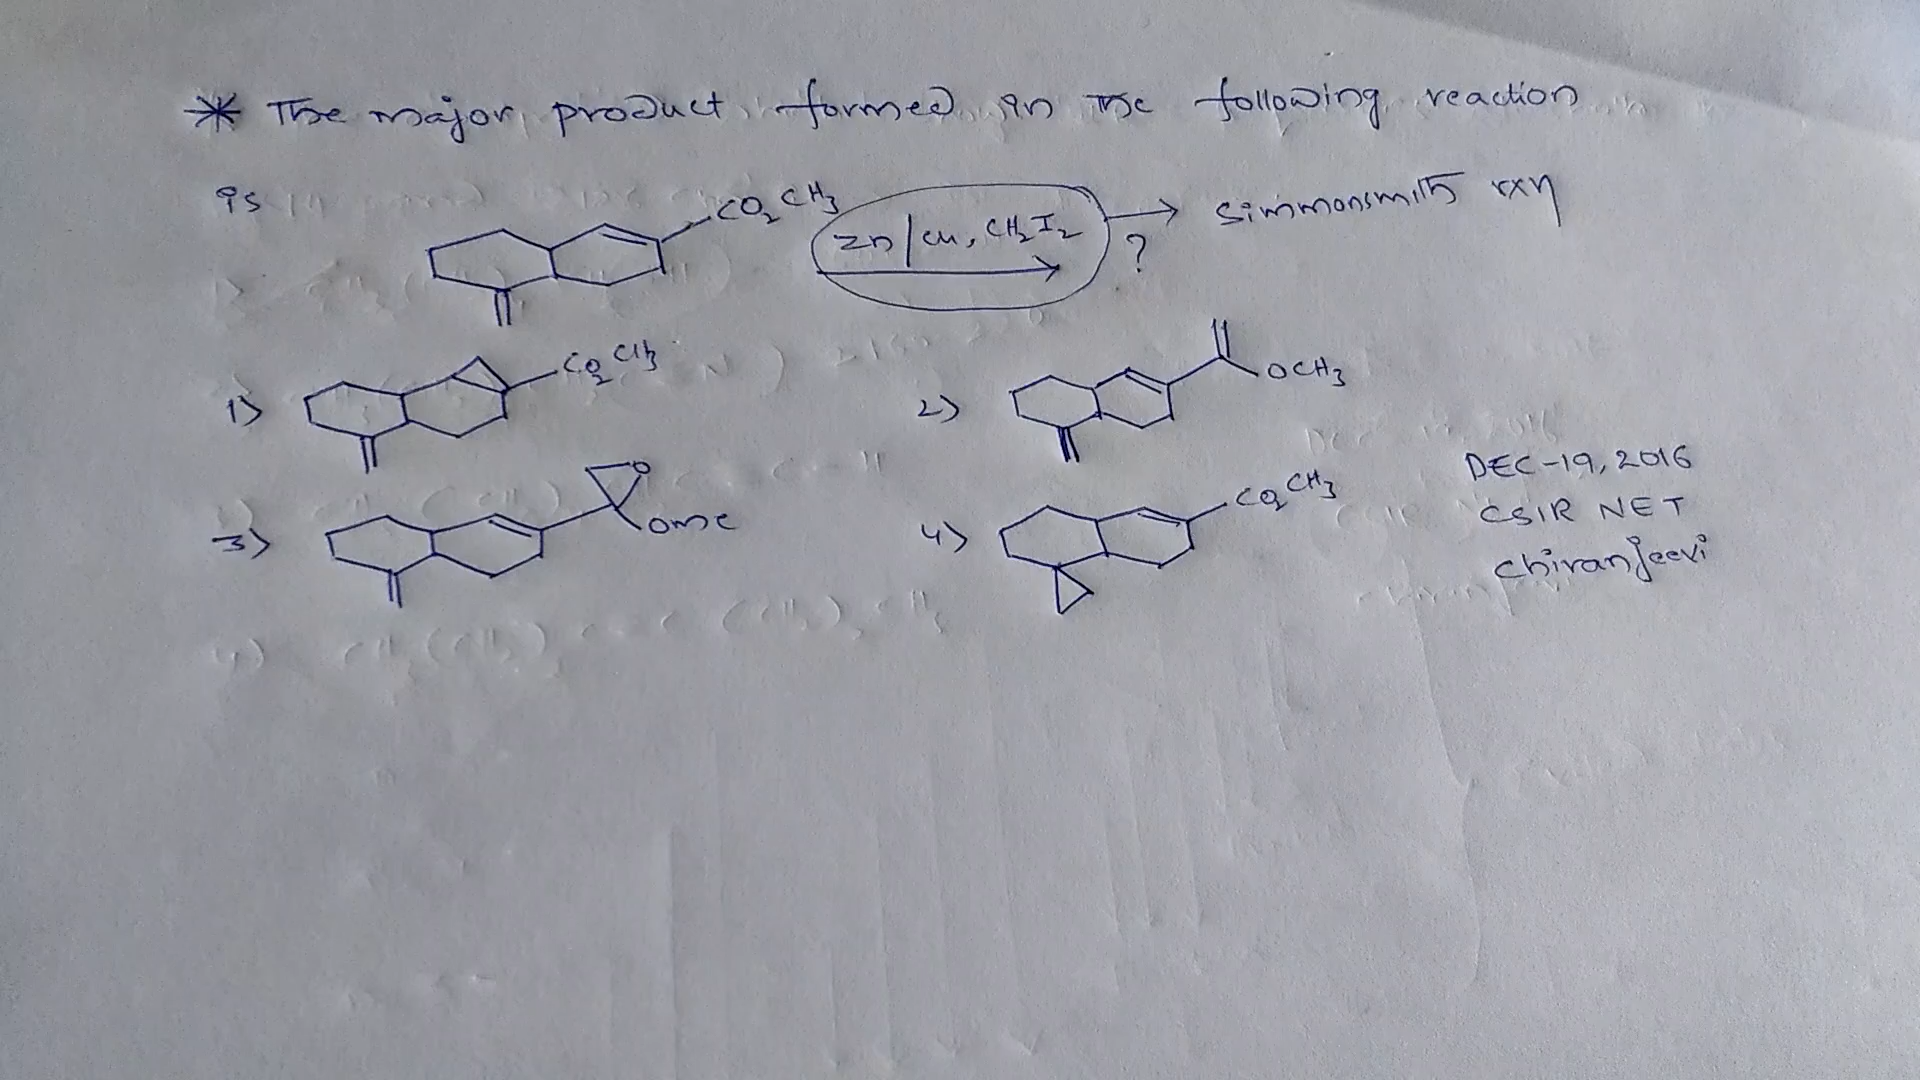 * The major product formed in the following reaction
is
CO2CH3
Zn/Cu, CH2I2
?
Simmonsmith rxn
1)
CO2CH3
2)
OCH3
3)
O
OMe
4)
CO2CH3
DEC-19, 2016
CSIR NET
Chiranjeevi